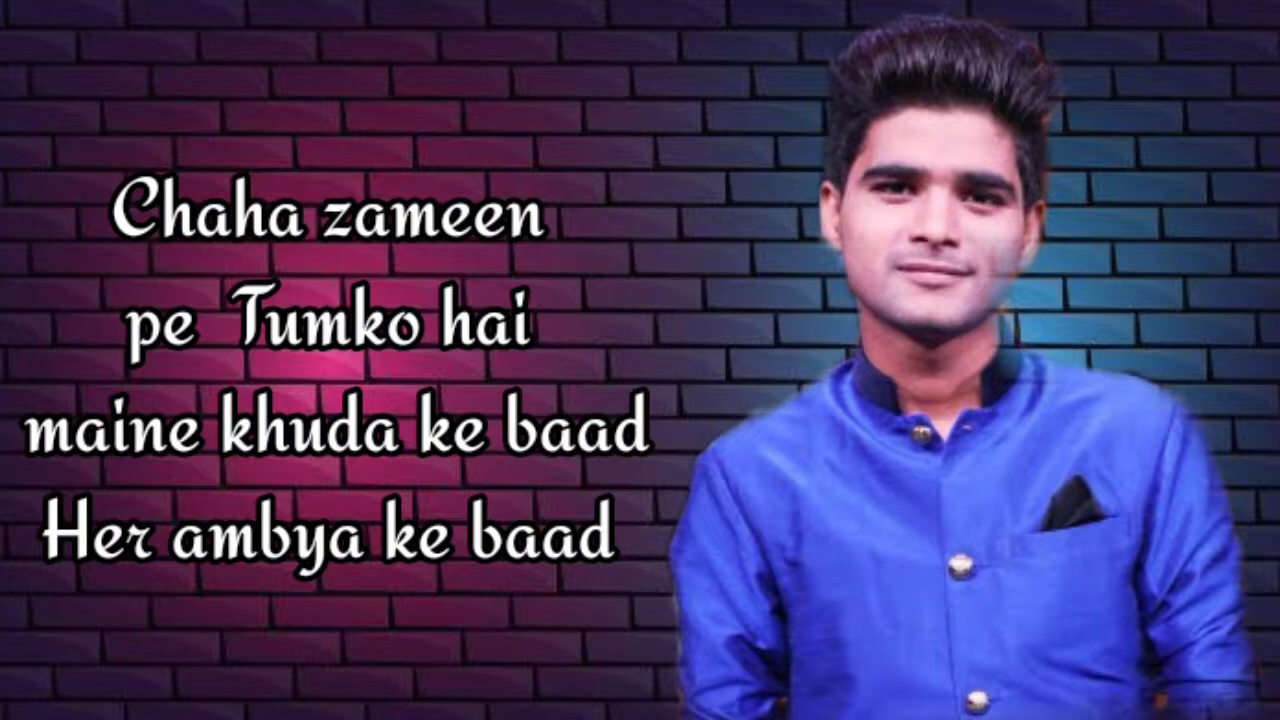 Chaha zameen
pe Tumko hai
maine khuda ke baad
Her ambya ke baad